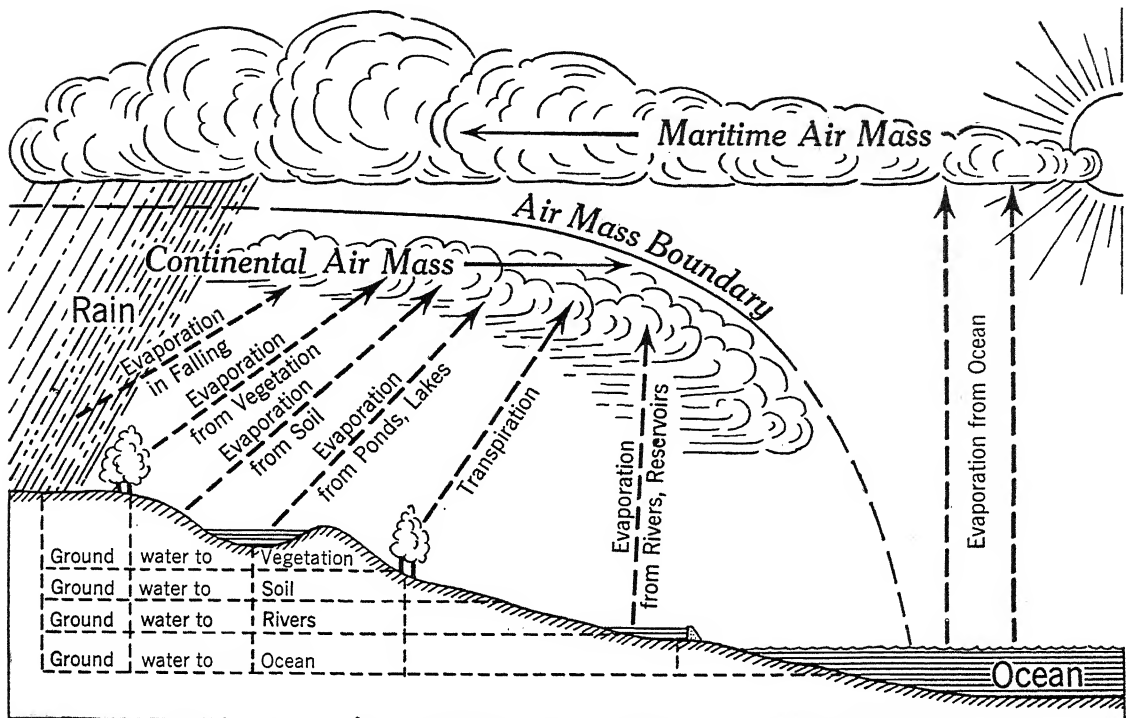 Maritime Air Mass
Air Mass Boundary
Continental Air Mass
Rain
Evaporation
in Falling
Evaporation
from Vegetation
Evaporation
from Soil
Evaporation
from Ponds, Lakes
Transpiration
Evaporation
from Rivers, Reservoirs
Evaporation from Ocean
Ground water to Vegetation
Ground water to Soil
Ground water to Rivers
Ground water to Ocean
Ocean